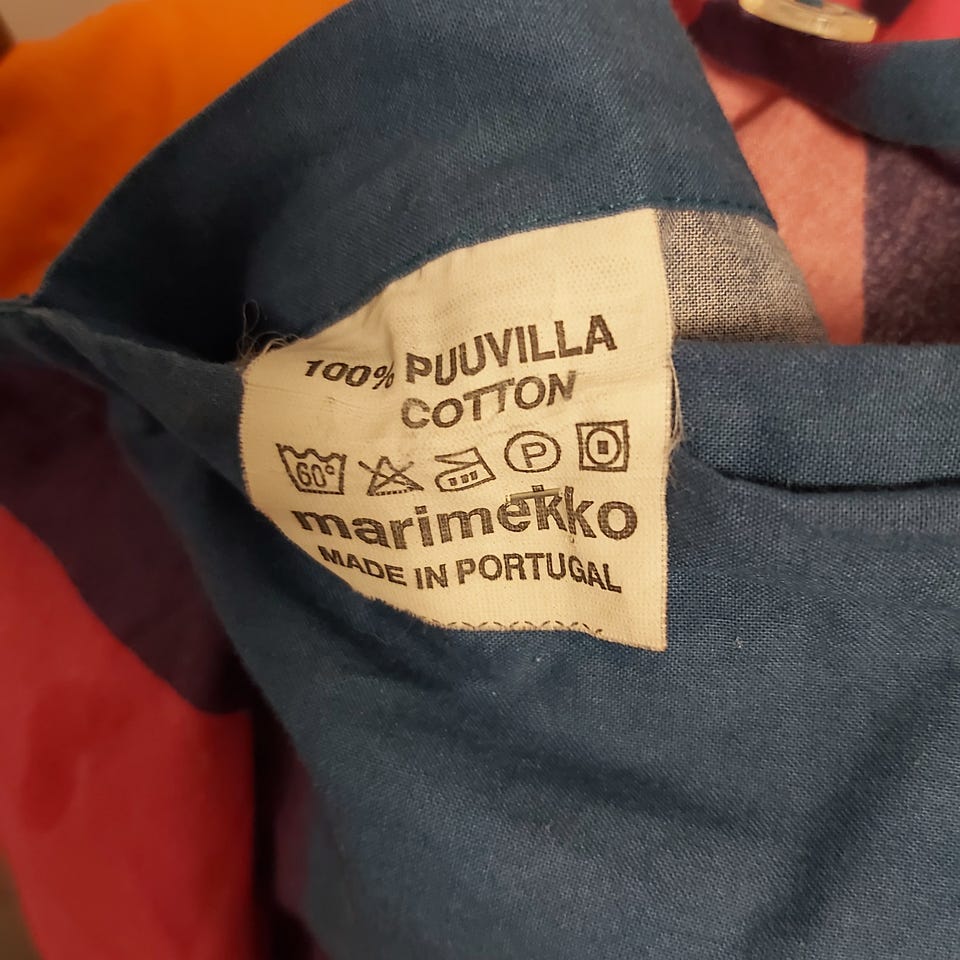 100% PUUVILLA
COTTON
60° P
marimekko
MADE IN PORTUGAL